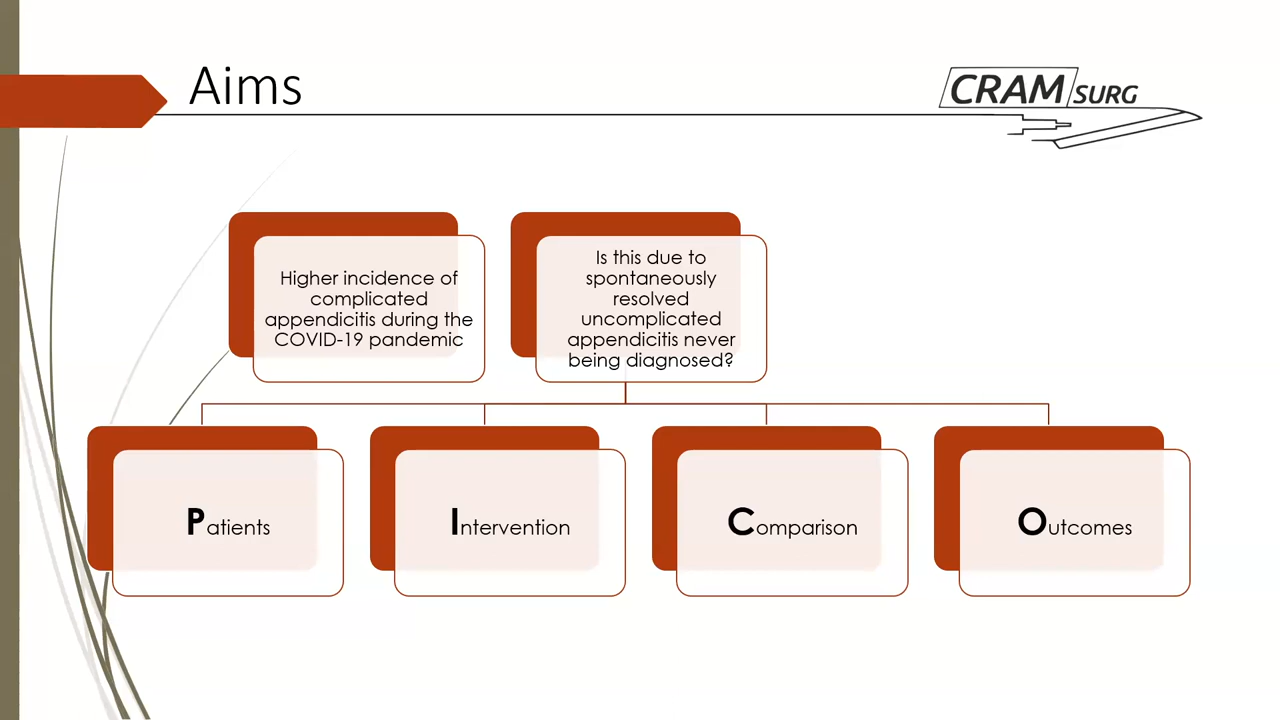 Aims
CRAM SURG
Higher incidence of
complicated
appendicitis during the
COVID-19 pandemic
Is this due to
spontaneously
resolved
uncomplicated
appendicitis never
being diagnosed?
Patients
Intervention
Comparison
Outcomes